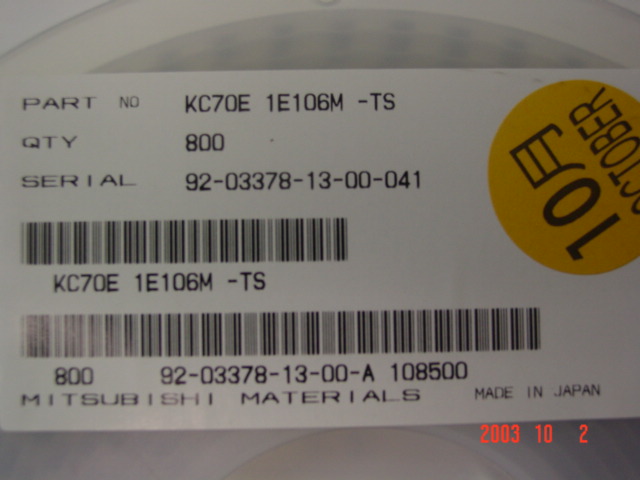 PART NO KC70E 1E106M -TS
QTY 800
SERIAL 92-03378-13-00-041
10月
OCTOBER
KC70E 1E106M -TS
800 92-03378-13-00-A 108500
MITSUBISHI MATERIALS MADE IN JAPAN
2003 10 2